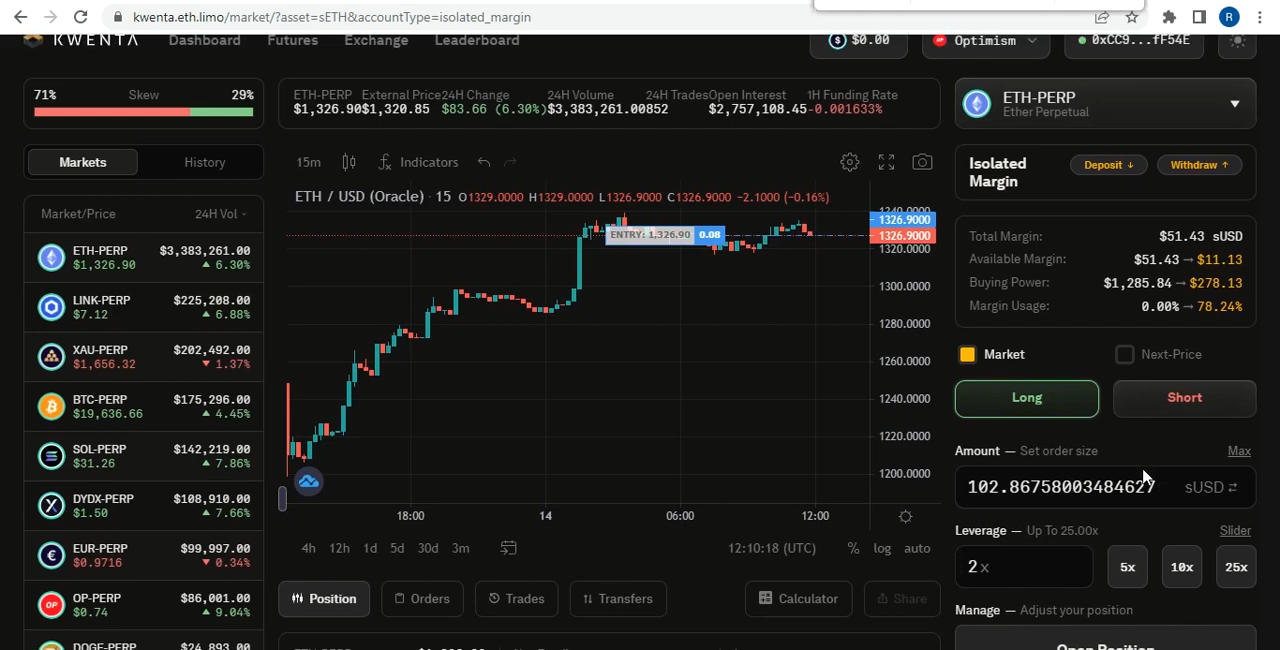 kwenta.eth.limo/market/?asset=sETH&accountType=isolated_margin
R
KWENTA Dashboard Futures Exchange Leaderboard $0.00 OP Optimism 0xCC9...fF54E
71% Skew 29%
ETH-PERP External Price 24H Change 24H Volume 24H Trades Open Interest 1H Funding Rate
$1,326.90 $1,320.85 $83.66 (6.30%) $3,383,261.00 852 $2,757,108.45 -0.001633%
ETH-PERP
Ether Perpetual
Markets History
15m Indicators
Isolated Margin Deposit ↓ Withdraw ↑
Market/Price 24H Vol
ETH / USD (Oracle) · 15 O1329.0000 H1329.0000 L1326.9000 C1326.9000 -2.1000 (-0.16%)
ETH-PERP $3,383,261.00
$1,326.90 ▲ 6.30%
LINK-PERP $225,208.00
$7.12 ▲ 6.88%
XAU-PERP $202,492.00
$1,656.32 ▼ 1.37%
BTC-PERP $175,296.00
$19,636.66 ▲ 4.45%
SOL-PERP $142,219.00
$31.26 ▲ 7.86%
DYDX-PERP $108,910.00
$1.50 ▲ 7.66%
EUR-PERP $99,997.00
$0.9716 ▼ 0.34%
OP OP-PERP $86,001.00
$0.74 ▲ 9.04%
DOGE-PERP $24,893.00
ENTRY: 1,326.90 0.08
1340.0000
1326.9000
1326.9000
1320.0000
1300.0000
1280.0000
1260.0000
1240.0000
1220.0000
1200.0000
18:00 14 06:00 12:00
4h 12h 1d 5d 30d 3m 12:10:18 (UTC) % log auto
Position Orders Trades Transfers Calculator Share
Total Margin: $51.43 sUSD
Available Margin: $51.43 → $11.13
Buying Power: $1,285.84 → $278.13
Margin Usage: 0.00% → 78.24%
Market Next-Price
Long Short
Amount — Set order size Max
102.86758003484627 sUSD
Leverage — Up To 25.00x Slider
2 x 5x 10x 25x
Manage — Adjust your position
Open Position